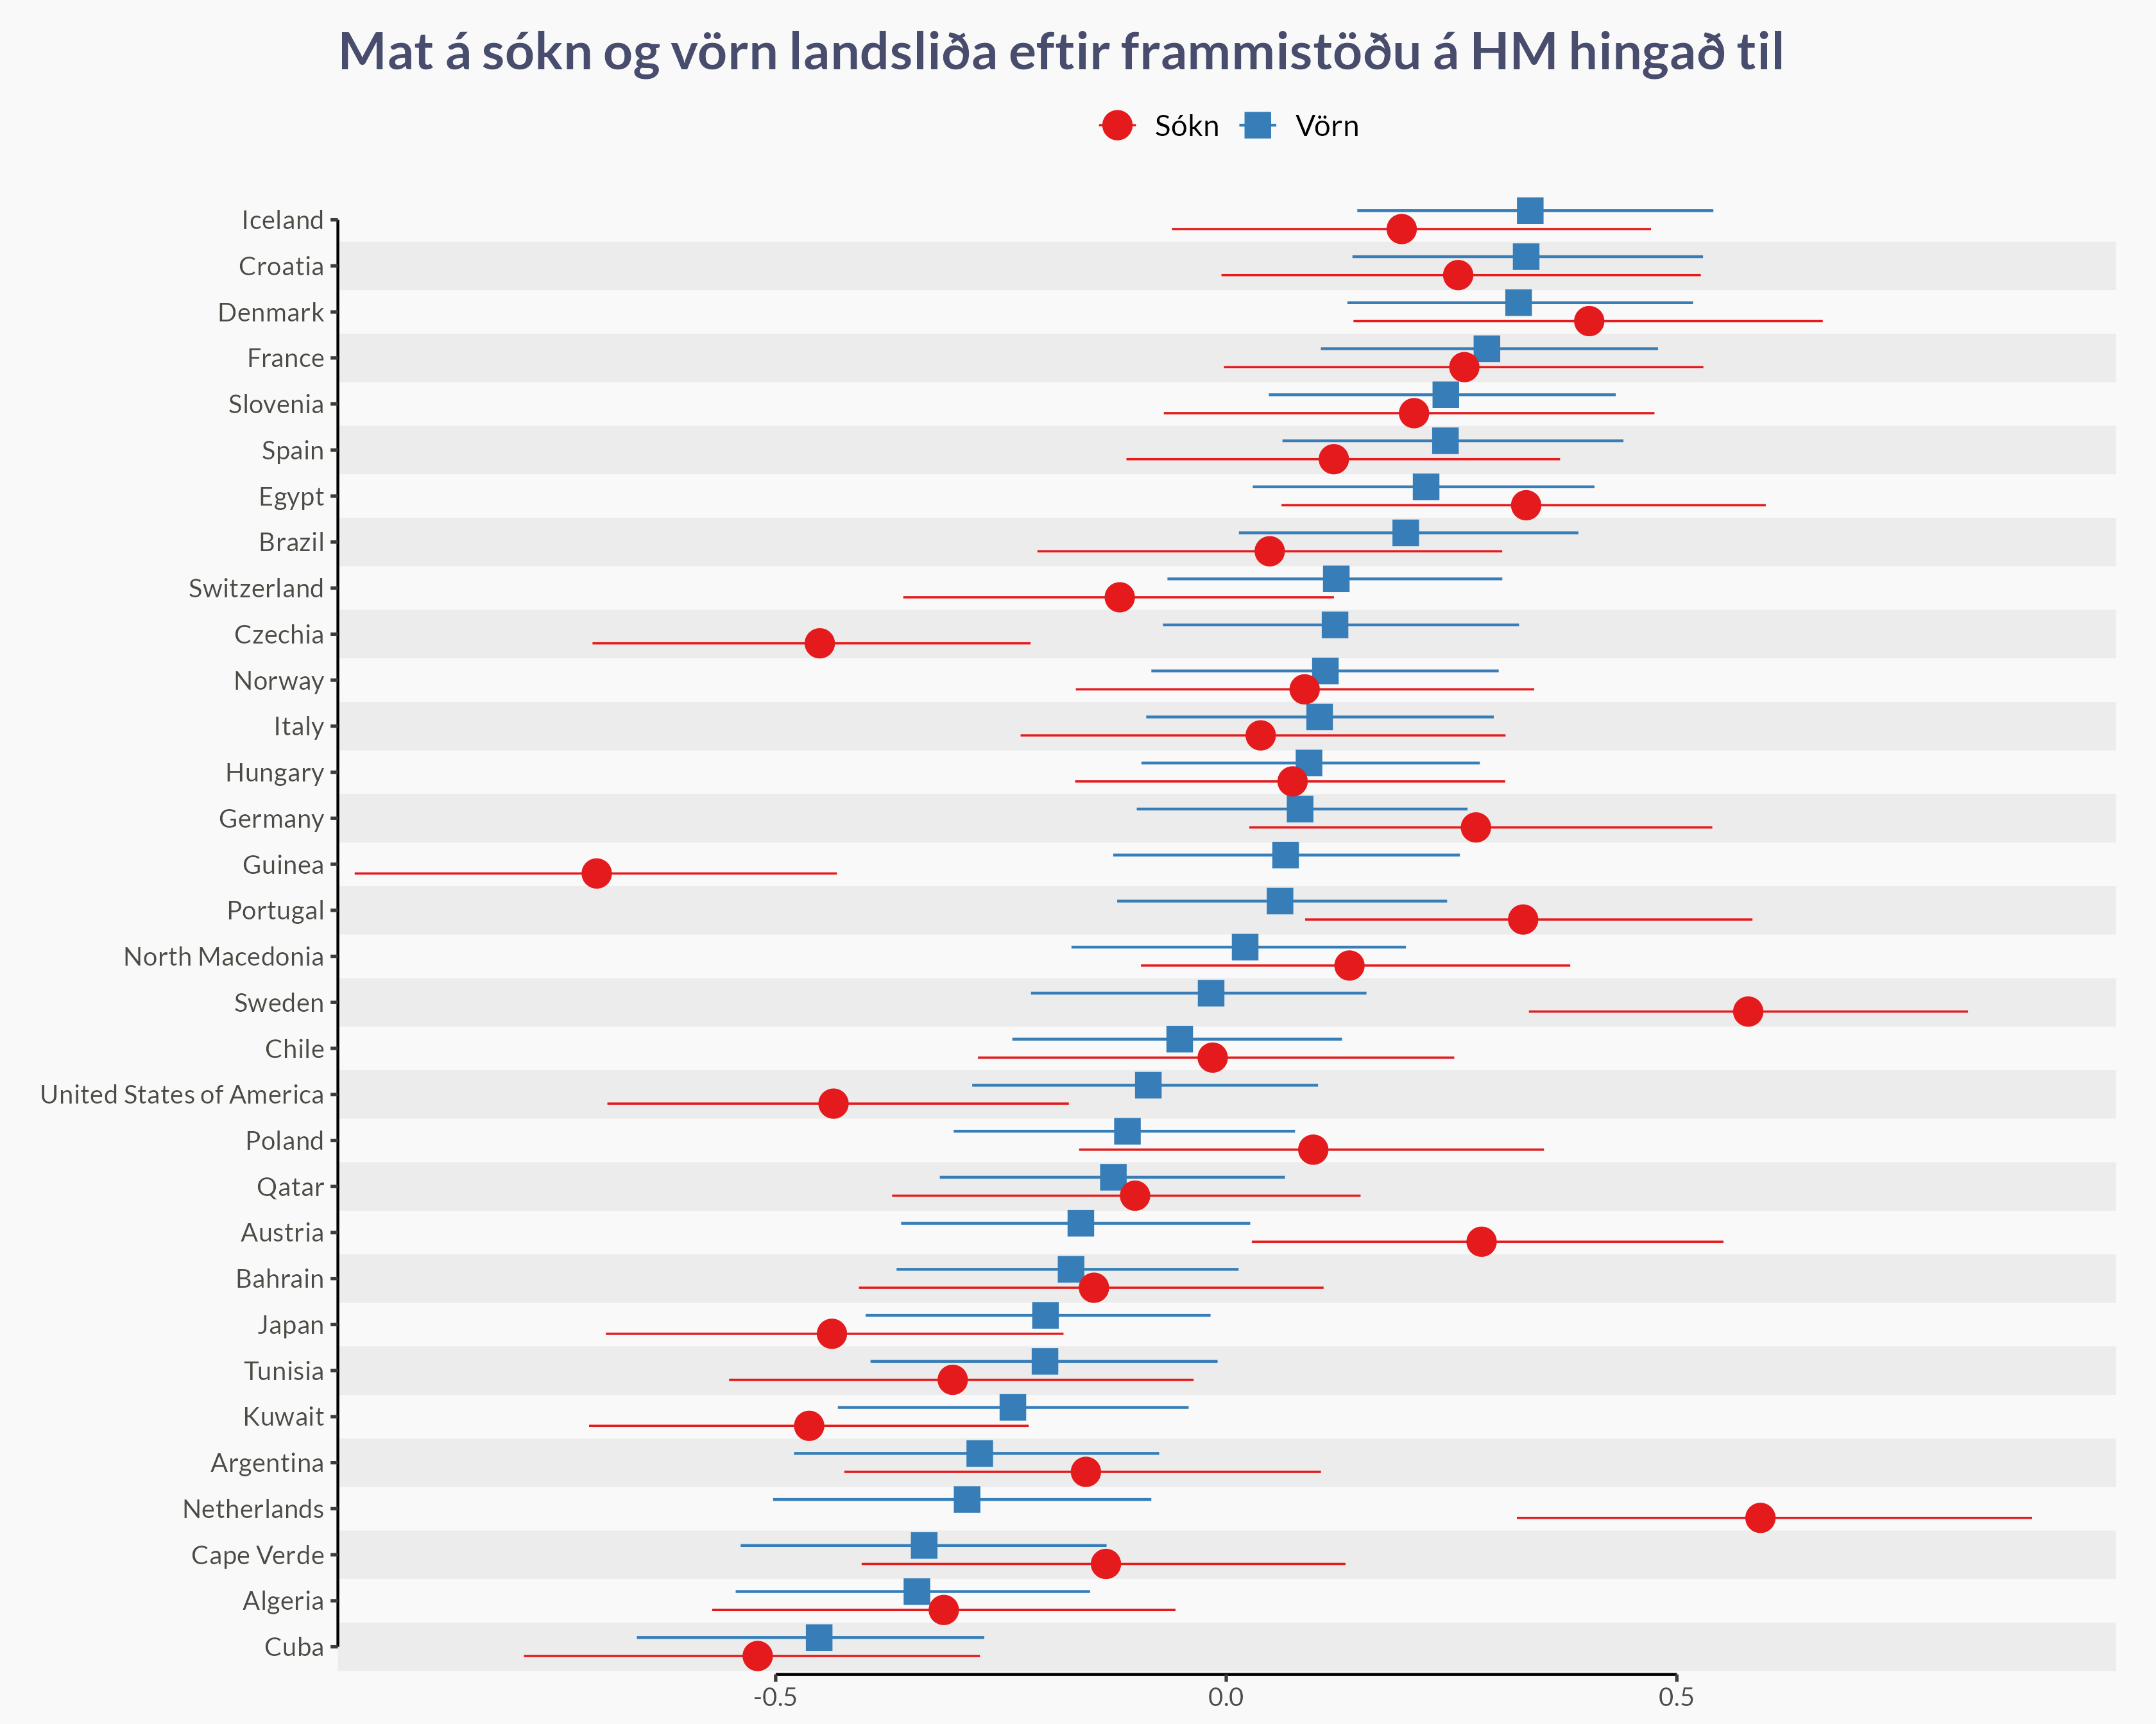 Mat á sókn og vörn landsliða eftir frammistöðu á HM hingað til
Sókn Vörn
Iceland
Croatia
Denmark
France
Slovenia
Spain
Egypt
Brazil
Switzerland
Czechia
Norway
Italy
Hungary
Germany
Guinea
Portugal
North Macedonia
Sweden
Chile
United States of America
Poland
Qatar
Austria
Bahrain
Japan
Tunisia
Kuwait
Argentina
Netherlands
Cape Verde
Algeria
Cuba
-0.5 0.0 0.5